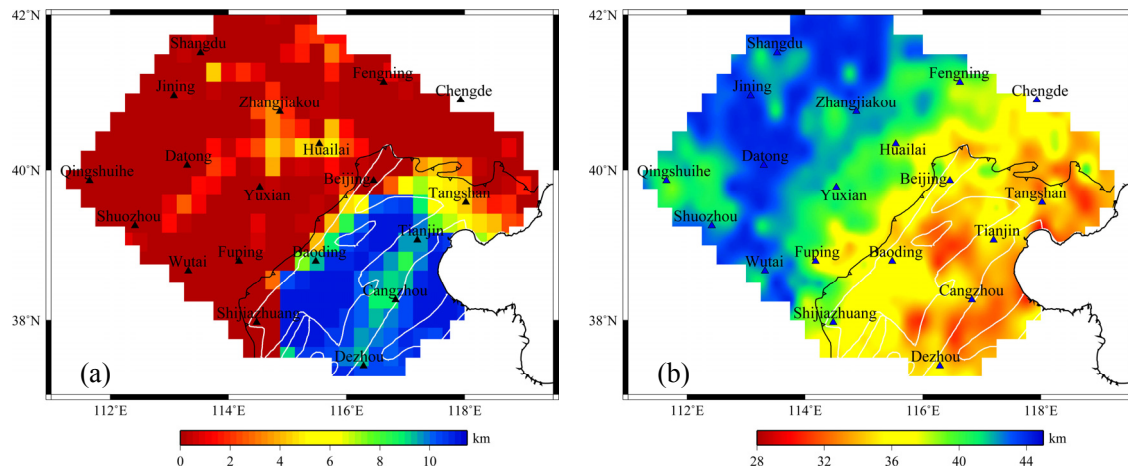 42°N
40°N
38°N
112°E
114°E
116°E
118°E
Shangdu
Jining
Fengning
Chengde
Zhangjiakou
Datong
Huailai
Qingshuihe
Beijing
Tangshan
Yuxian
Shuozhou
Tianjin
Fuping
Baoding
Wutai
Cangzhou
Shijiazhuang
Dezhou
(a)
0 2 4 6 8 10 km
42°N
40°N
38°N
112°E
114°E
116°E
118°E
Shangdu
Jining
Fengning
Chengde
Zhangjiakou
Datong
Huailai
Qingshuihe
Beijing
Tangshan
Yuxian
Shuozhou
Tianjin
Fuping
Baoding
Wutai
Cangzhou
Shijiazhuang
Dezhou
(b)
28 32 36 40 44 km